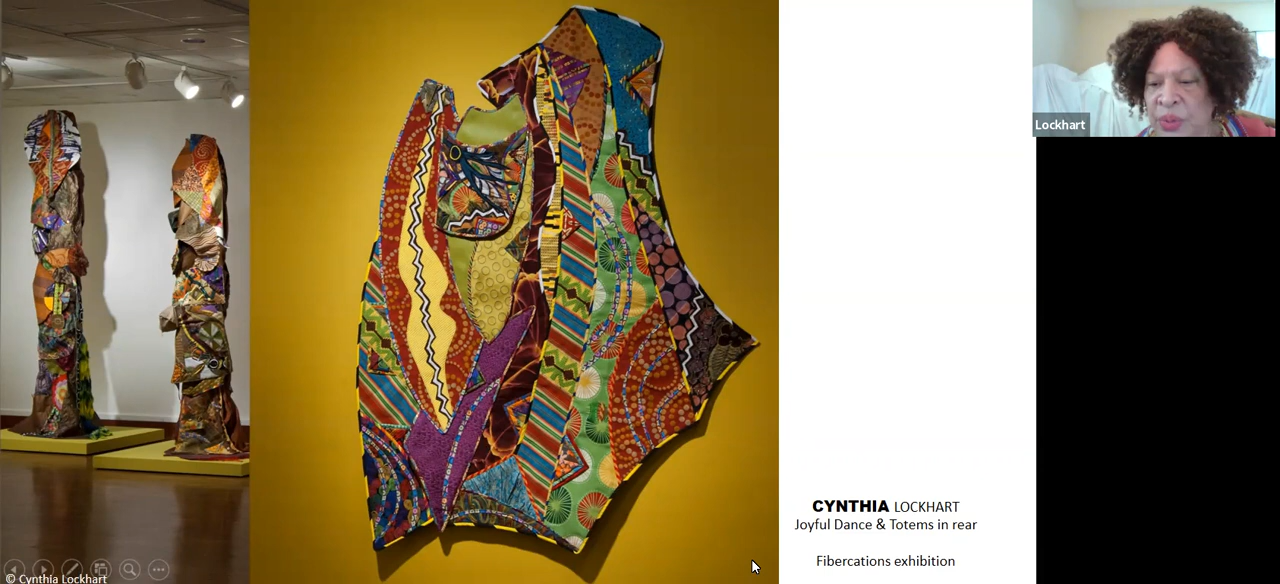 Lockhart
CYNTHIA LOCKHART
Joyful Dance & Totems in rear
Fibercations exhibition
© Cynthia Lockhart